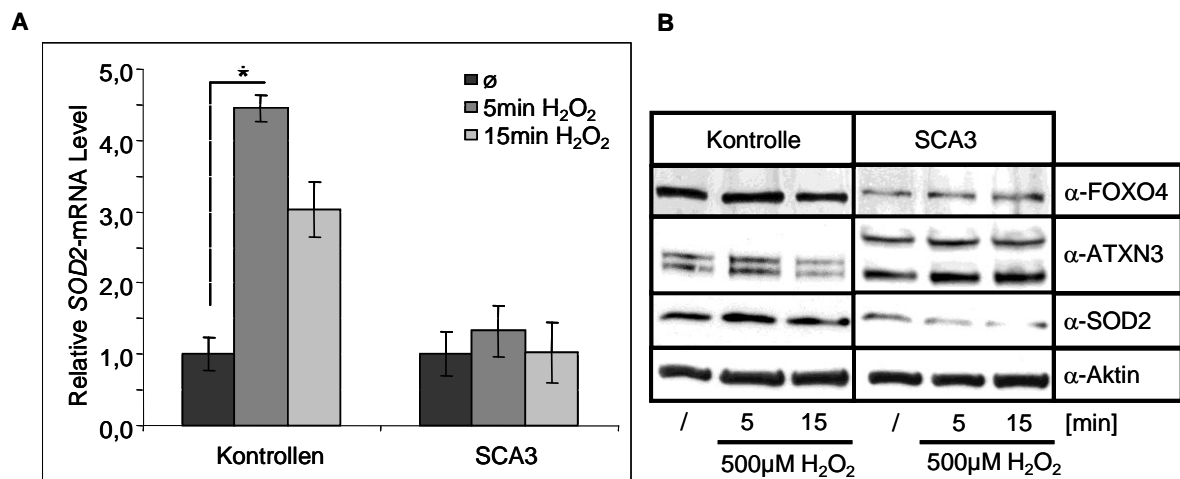 A
Relative SOD2-mRNA Level
5,0
4,0
3,0
2,0
1,0
0,0
*
ø
5min H₂O₂
15min H₂O₂
Kontrollen
SCA3
B
Kontrolle
SCA3
α-FOXO4
α-ATXN3
α-SOD2
α-Aktin
/ 5 15 / 5 15 [min]
500µM H₂O₂ 500µM H₂O₂